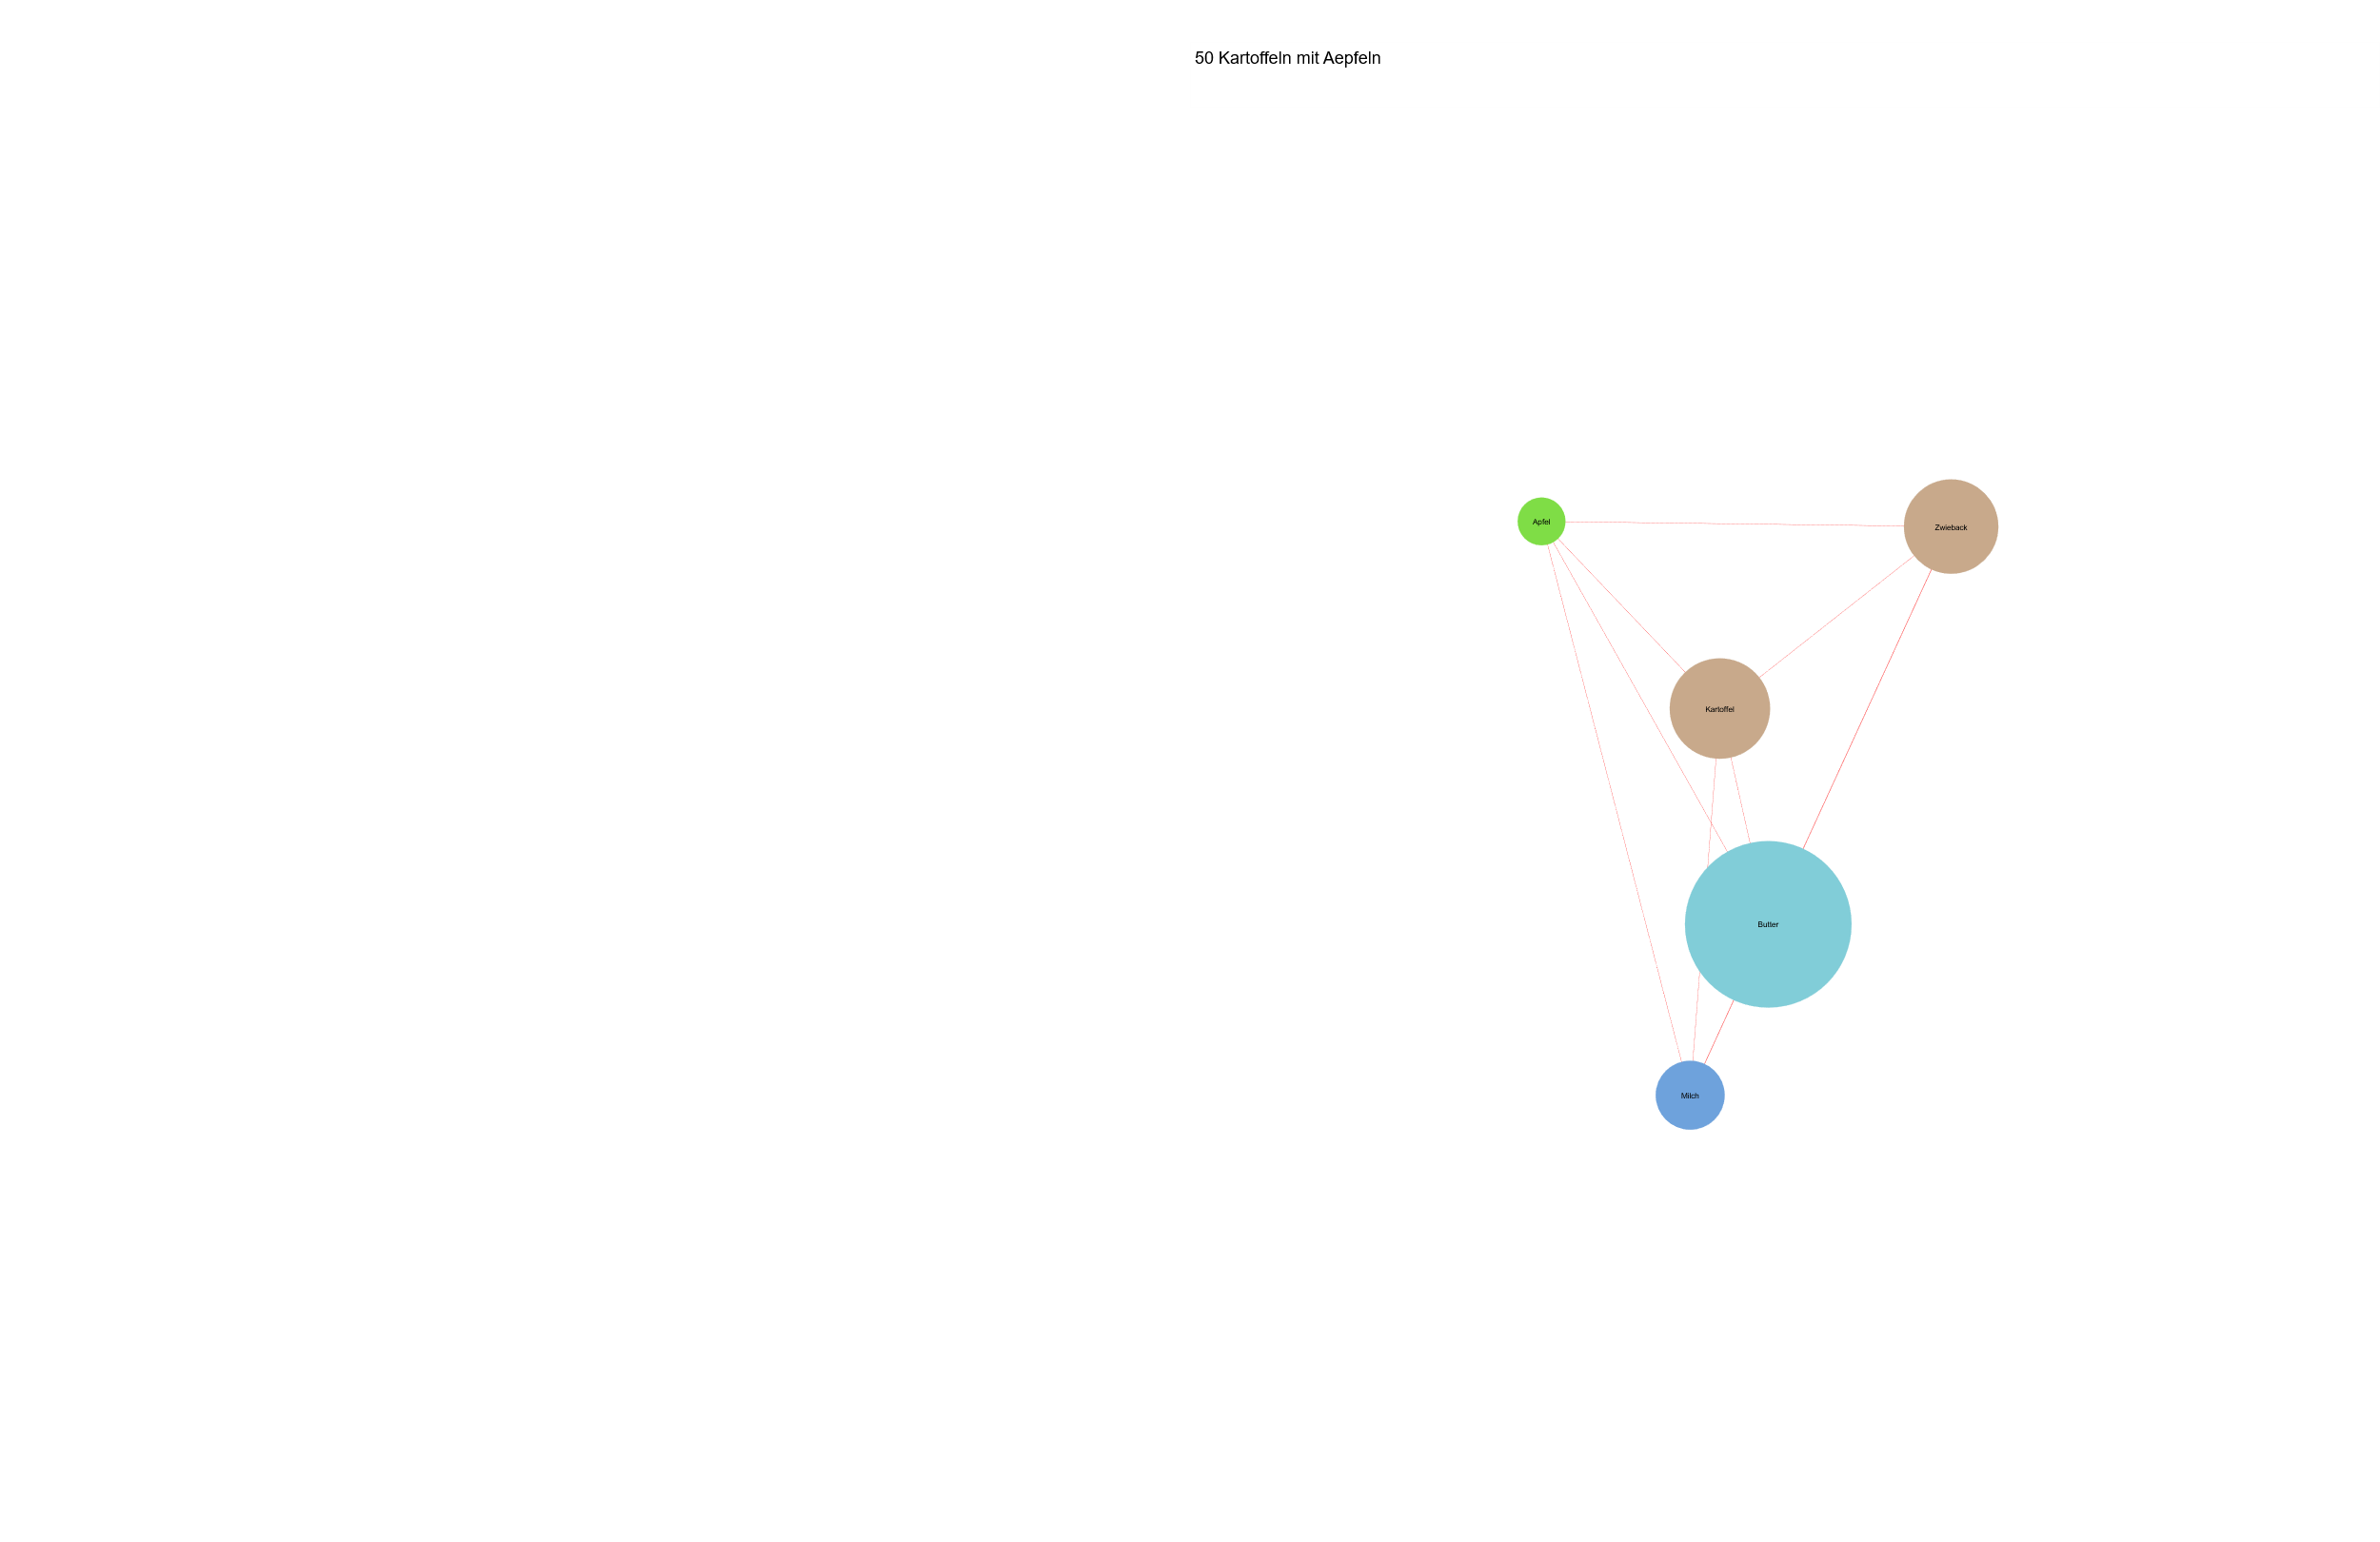 50 Kartoffeln mit Aepfeln
Apfel
Zwieback
Kartoffel
Butter
Milch